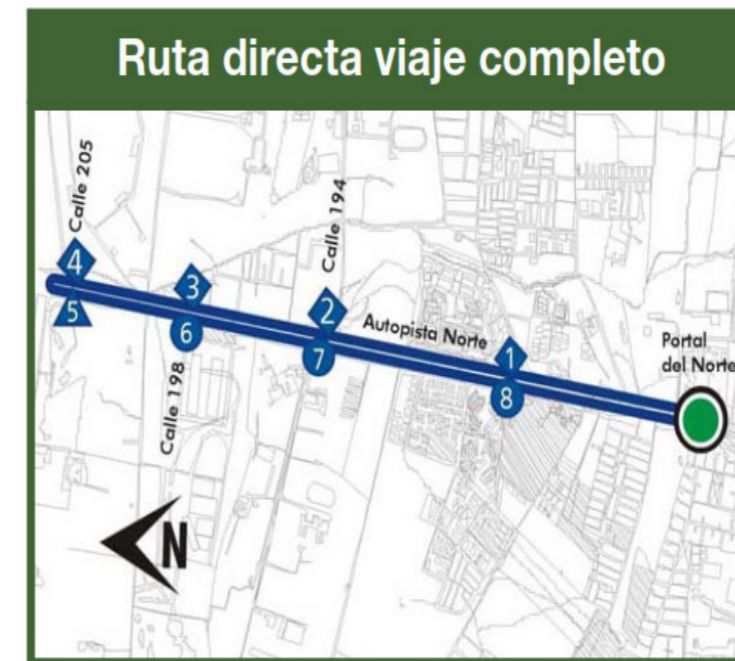 Ruta directa viaje completo
Calle 205
4
3
Calle 194
2
Autopista Norte
1
Portal
del Norte
5
6
7
8
Calle 198
N